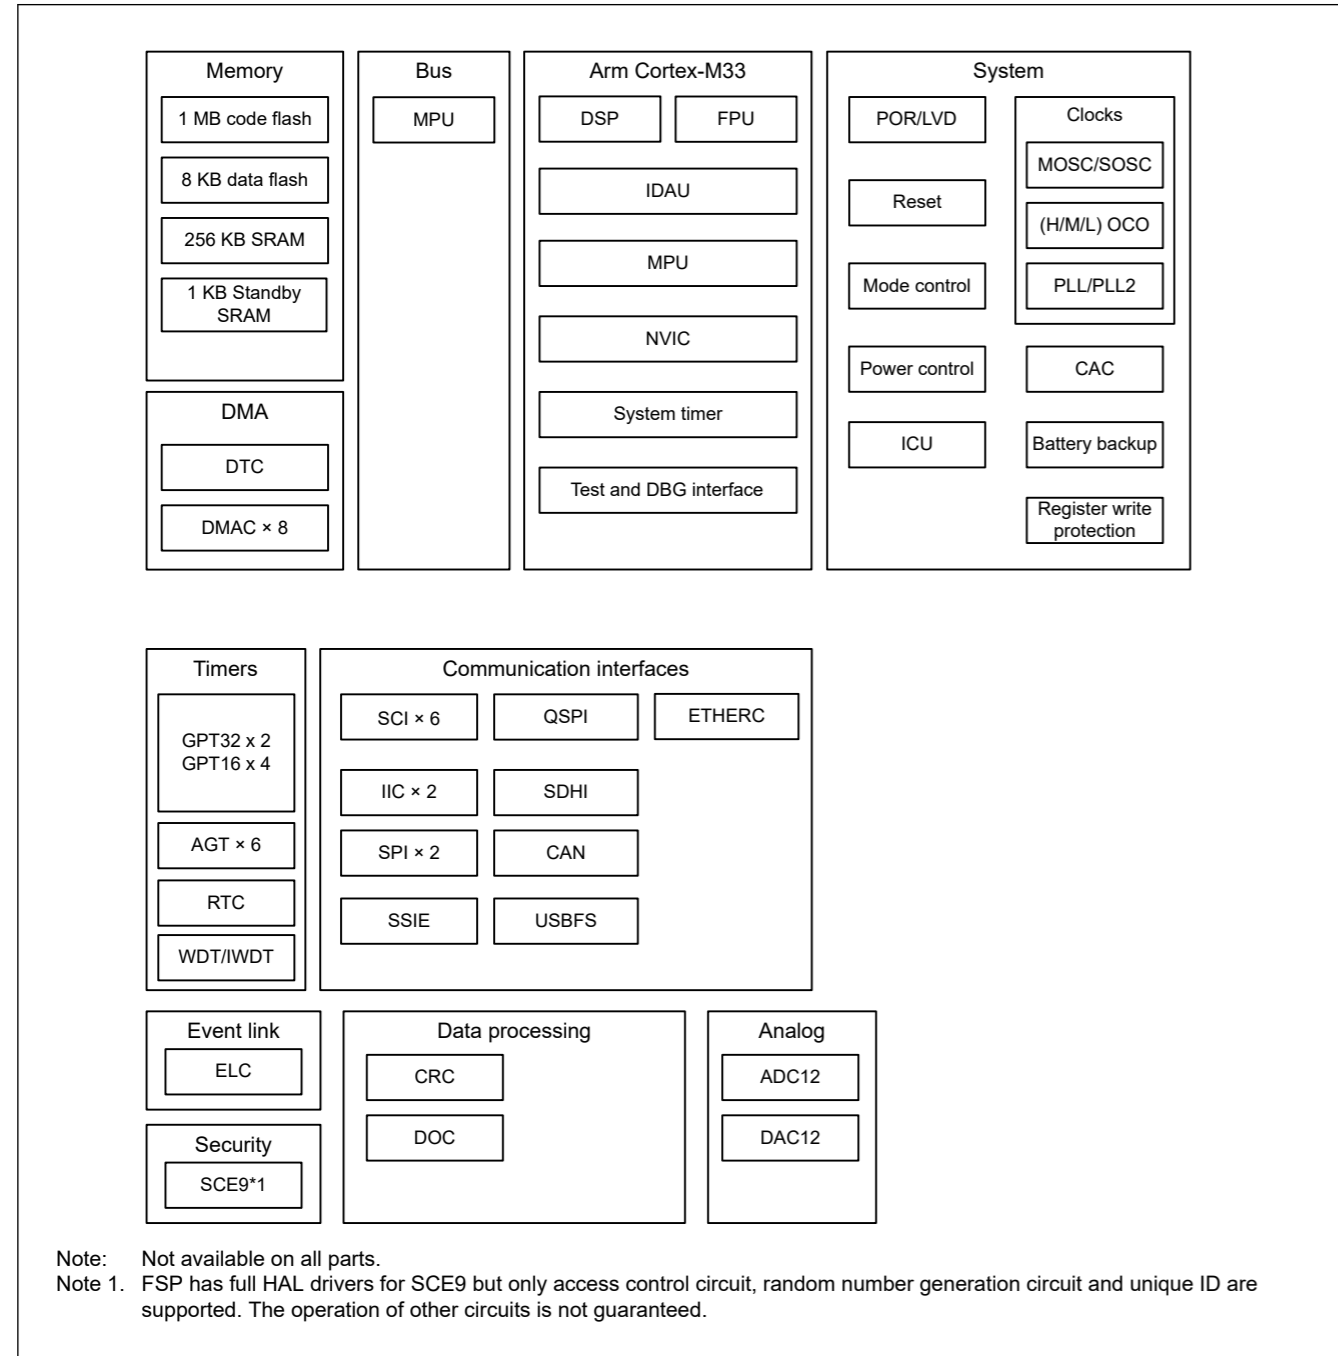 Memory
1 MB code flash
8 KB data flash
256 KB SRAM
1 KB Standby
SRAM
DMA
DTC
DMAC × 8
Bus
MPU
Arm Cortex-M33
DSP
FPU
IDAU
MPU
NVIC
System timer
Test and DBG interface
System
POR/LVD
Reset
Mode control
Power control
ICU
Clocks
MOSC/SOSC
(H/M/L) OCO
PLL/PLL2
CAC
Battery backup
Register write
protection
Timers
GPT32 x 2
GPT16 x 4
AGT × 6
RTC
WDT/IWDT
Communication interfaces
SCI × 6
IIC × 2
SPI × 2
SSIE
QSPI
SDHI
CAN
USBFS
ETHERC
Event link
ELC
Security
SCE9*1
Data processing
CRC
DOC
Analog
ADC12
DAC12
Note: Not available on all parts.
Note 1. FSP has full HAL drivers for SCE9 but only access control circuit, random number generation circuit and unique ID are
supported. The operation of other circuits is not guaranteed.